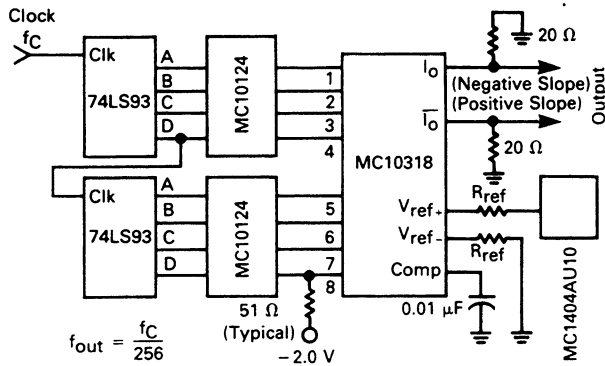 Clock
fC
Clk
A
B
C
D
74LS93
MC10124
1
2
3
4
MC10318
Io
20 Ω
(Negative Slope)
(Positive Slope)
Io
Output
20 Ω
Clk
A
B
C
D
74LS93
MC10124
5
6
7
8
Vref+
Rref
Vref−
Rref
Comp
0.01 µF
MC1404AU10
51 Ω
(Typical)
−2.0 V
fout = fC/256